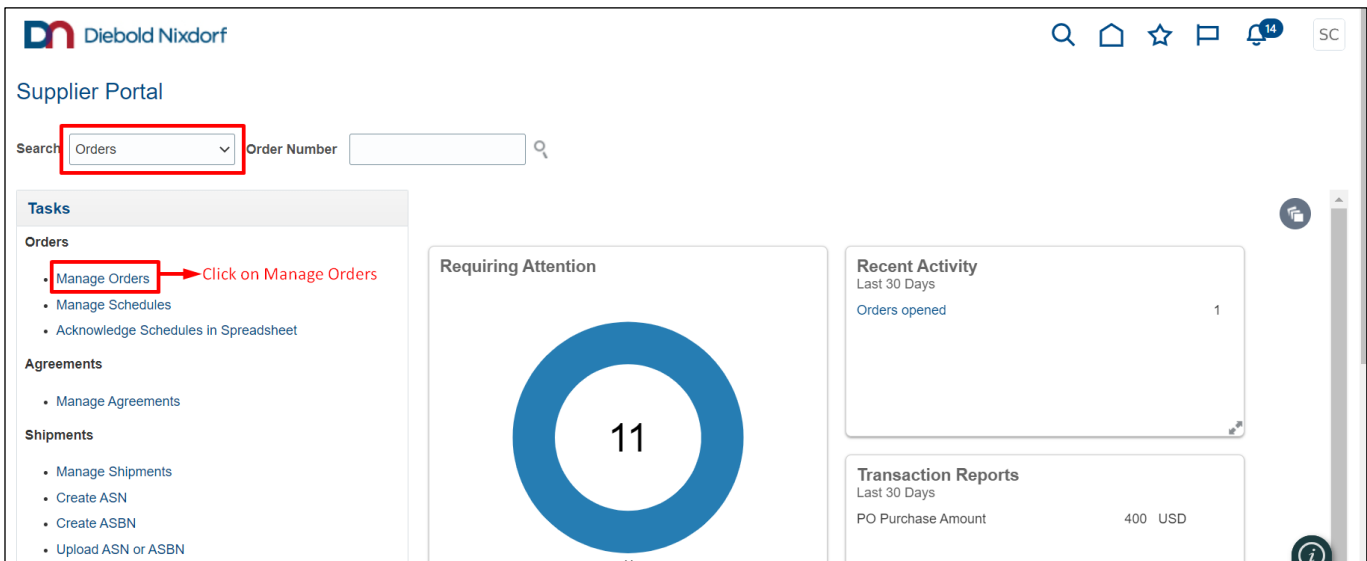 Diebold Nixdorf
14
SC
Supplier Portal
Search Orders Order Number
Tasks
Orders
• Manage Orders Click on Manage Orders
• Manage Schedules
• Acknowledge Schedules in Spreadsheet
Agreements
• Manage Agreements
Shipments
• Manage Shipments
• Create ASN
• Create ASBN
• Upload ASN or ASBN
Requiring Attention
11
Recent Activity
Last 30 Days
Orders opened 1
Transaction Reports
Last 30 Days
PO Purchase Amount 400 USD